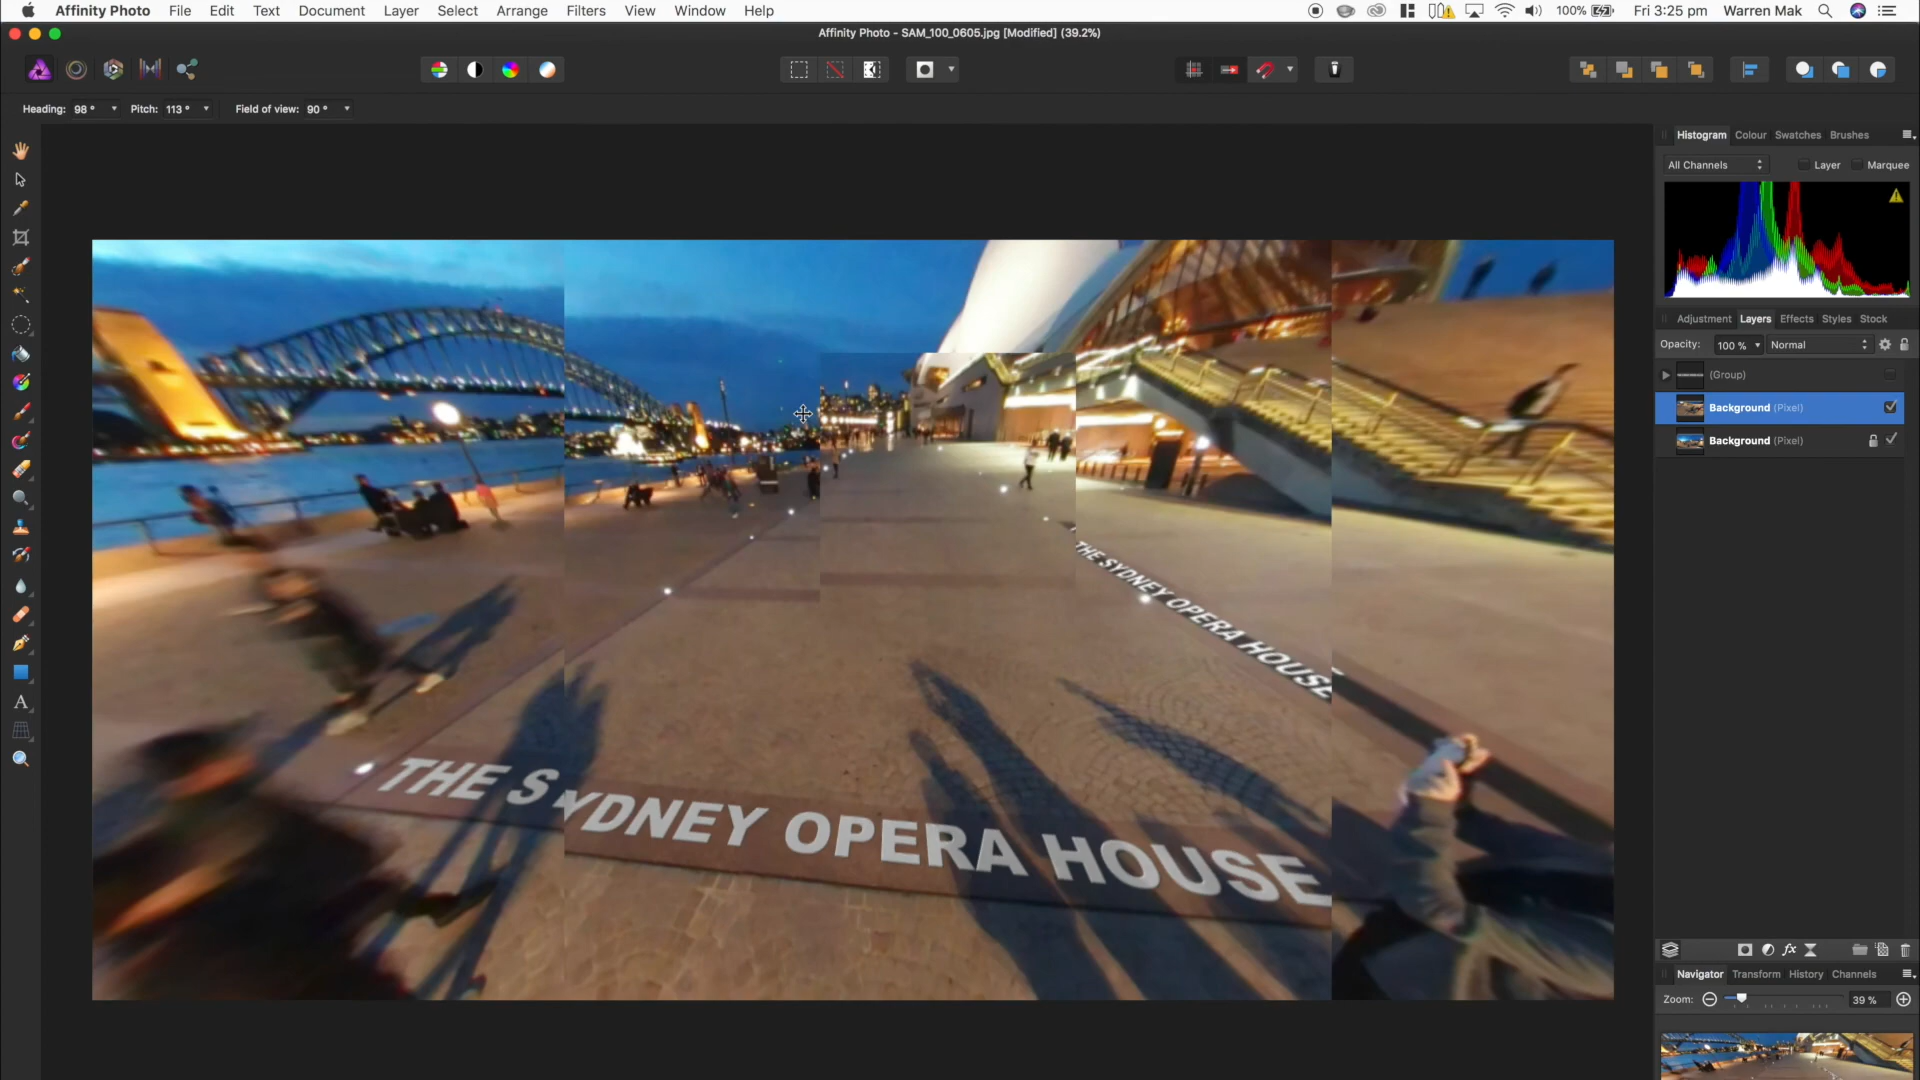 Affinity Photo File Edit Text Document Layer Select Arrange Filters View Window Help 100% Fri 3:25 pm Warren Mak
Affinity Photo - SAM_100_0605.jpg [Modified] (39.2%)
Heading: 98 ° Pitch: 113 ° Field of view: 90 °
Histogram Colour Swatches Brushes
All Channels Layer Marquee
Adjustment Layers Effects Styles Stock
Opacity: 100 % Normal
(Group)
Background (Pixel)
Background (Pixel)
THE SYDNEY OPERA HOUSE
THE SYDNEY OPERA HOUSE
fx
Navigator Transform History Channels
Zoom: 39 %